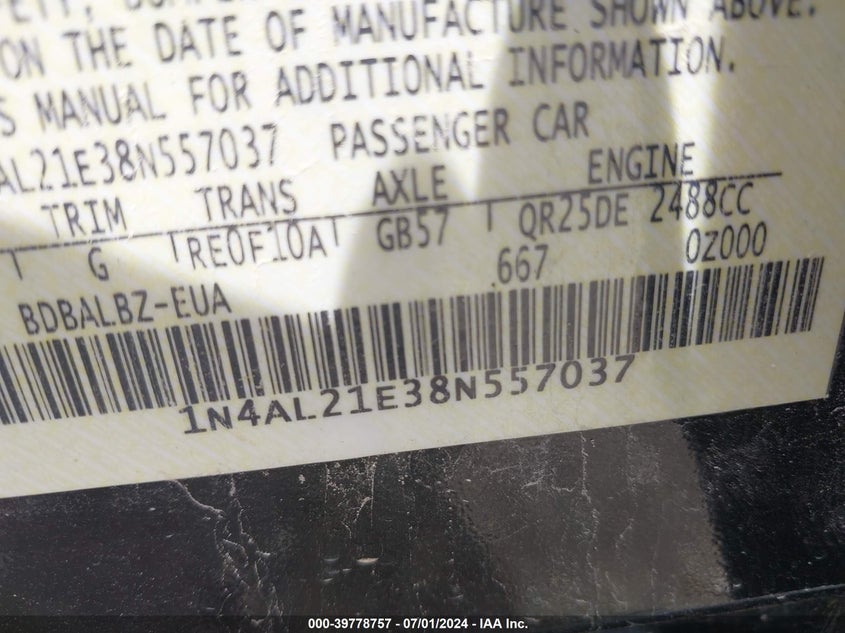 ON THE DATE OF MANUFACTURE SHOWN ABOVE.
S MANUAL FOR ADDITIONAL INFORMATION.
AL21E38N557037 PASSENGER CAR
TRIM TRANS AXLE ENGINE
G RE0F10A GB57 QR25DE 2488CC
BDBALBZ-EUA .667 0Z000
1N4AL21E38N557037
000-39778757 - 07/01/2024 - IAA Inc.